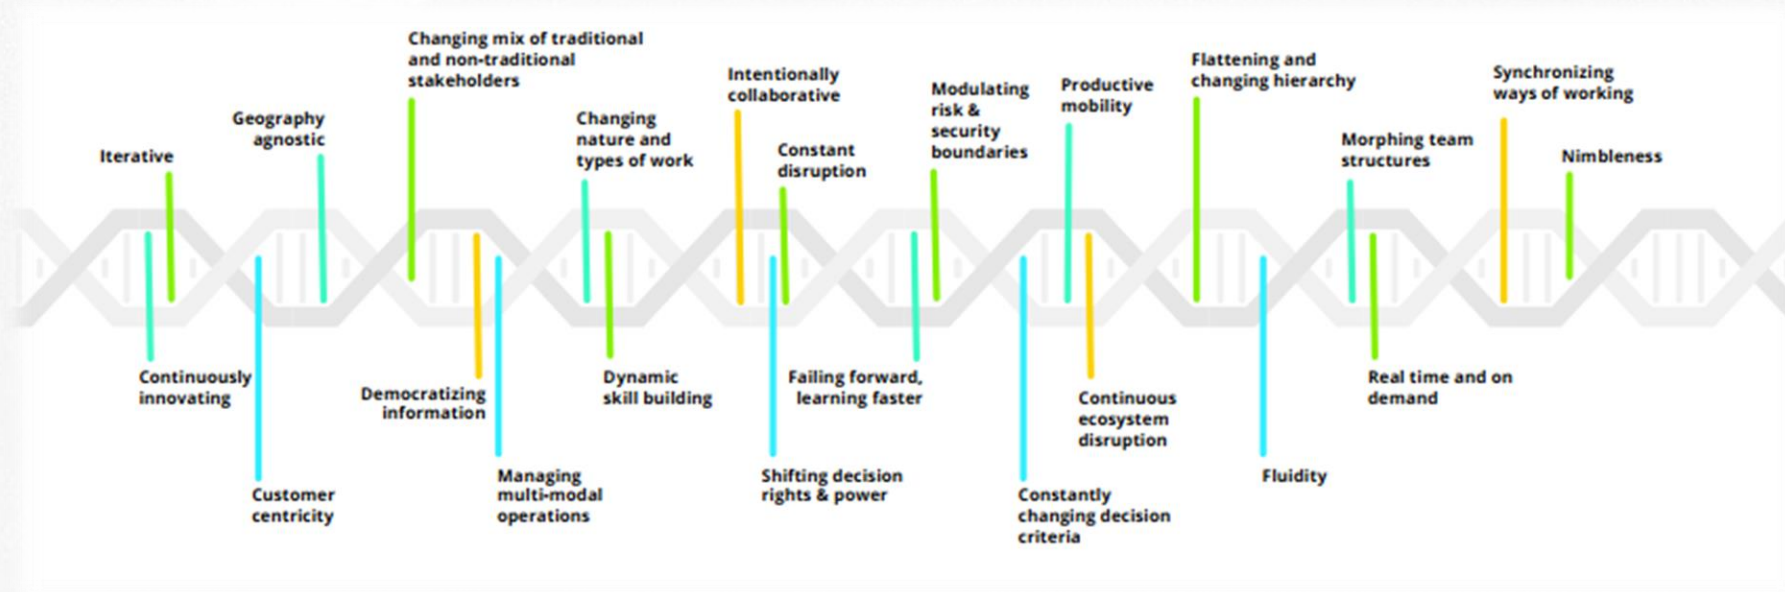 Changing mix of traditional
and non-traditional
stakeholders
Flattening and
changing hierarchy
Intentionally
collaborative
Synchronizing
ways of working
Productive
mobility
Modulating
risk &
security
boundaries
Geography
agnostic
Changing
nature and
types of work
Morphing team
structures
Constant
disruption
Iterative
Nimbleness
Continuously
innovating
Democratizing
information
Dynamic
skill building
Failing forward,
learning faster
Continuous
ecosystem
disruption
Real time and on
demand
Customer
centricity
Managing
multi-modal
operations
Shifting decision
rights & power
Constantly
changing decision
criteria
Fluidity